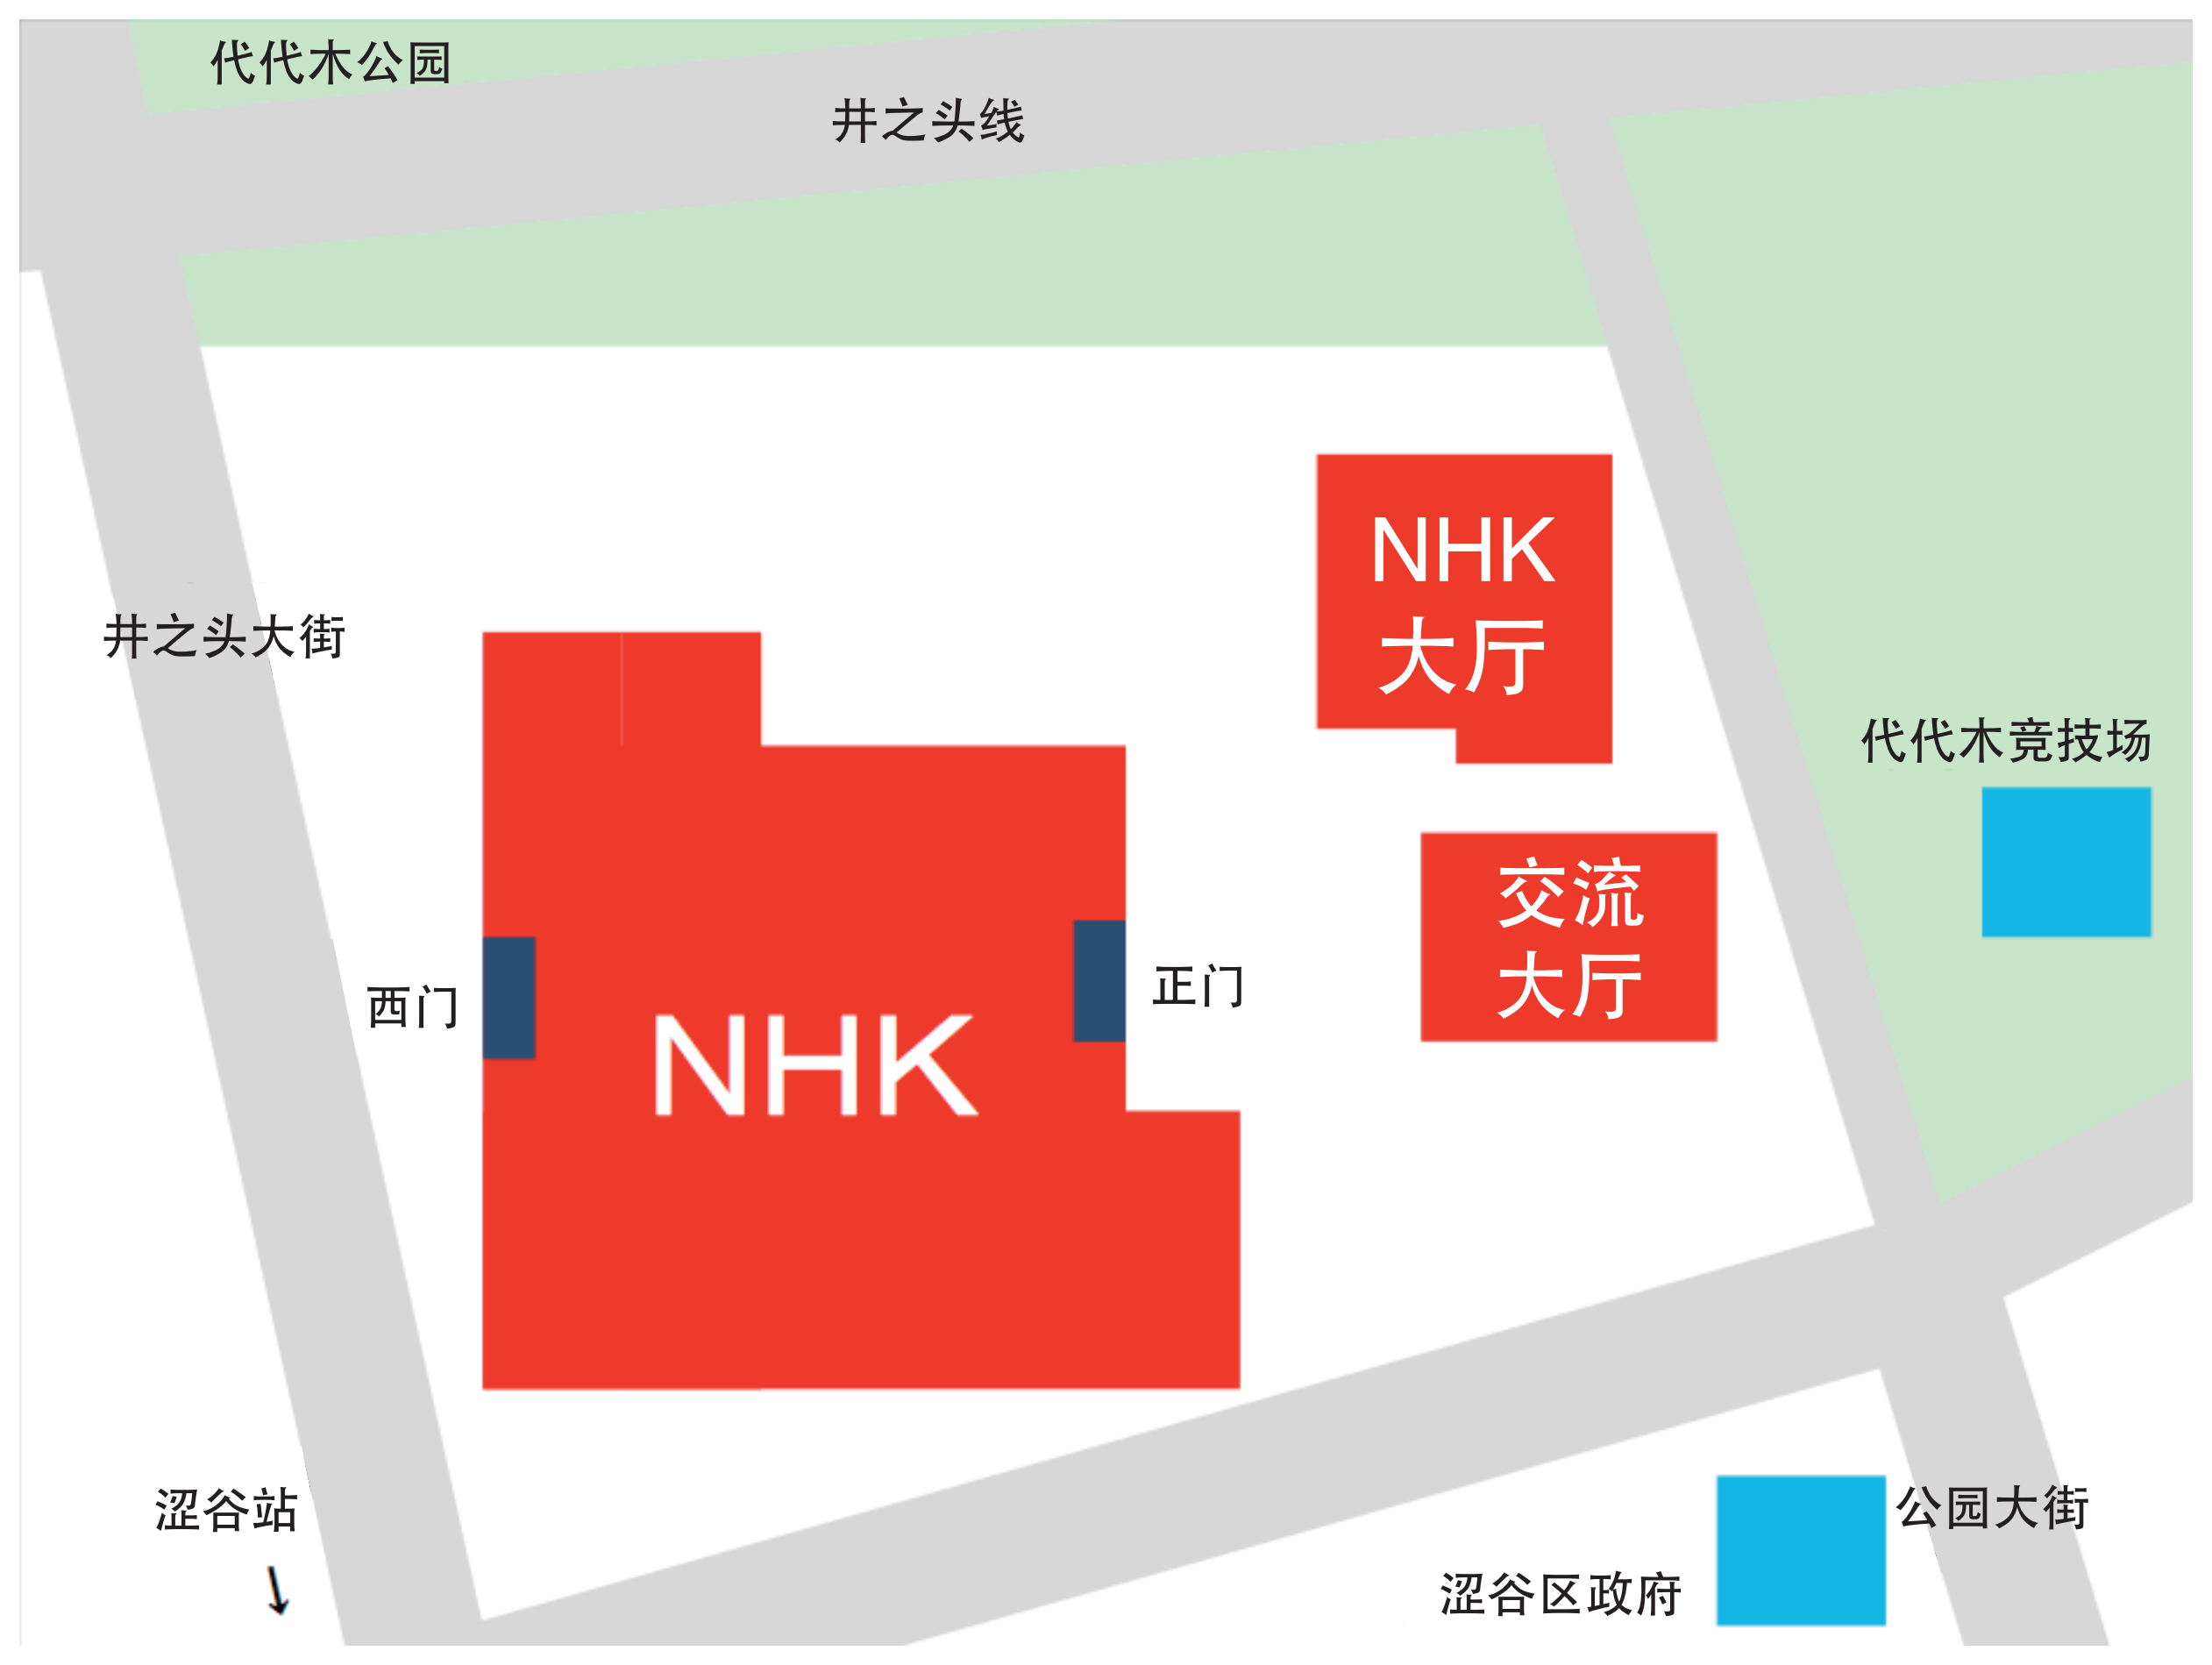 代代木公园
井之头线
NHK
大厅
井之头大街
代代木竞技场
交流
大厅
西门
正门
NHK
涩谷站
↓
公园大街
涩谷区政府